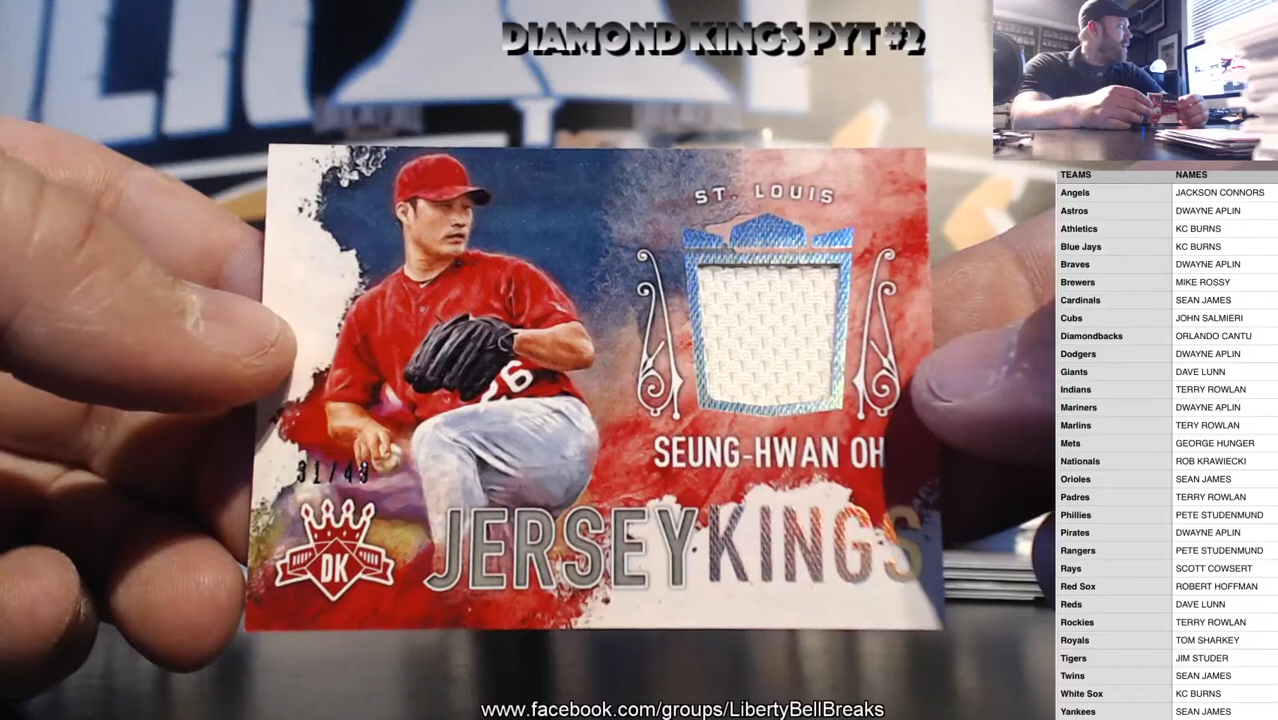 DIAMOND KINGS PYT #2
ST. LOUIS
26
SEUNG-HWAN OH
31/49
DK
JERSEY KINGS
www.facebook.com/groups/LibertyBellBreaks
TEAMS NAMES
Angels JACKSON CONNORS
Astros DWAYNE APLIN
Athletics KC BURNS
Blue Jays KC BURNS
Braves DWAYNE APLIN
Brewers MIKE ROSSY
Cardinals SEAN JAMES
Cubs JOHN SALMIERI
Diamondbacks ORLANDO CANTU
Dodgers DWAYNE APLIN
Giants DAVE LUNN
Indians TERRY ROWLAN
Mariners DWAYNE APLIN
Marlins TERY ROWLAN
Mets GEORGE HUNGER
Nationals ROB KRAWIECKI
Orioles SEAN JAMES
Padres TERRY ROWLAN
Phillies PETE STUDENMUND
Pirates DWAYNE APLIN
Rangers PETE STUDENMUND
Rays SCOTT COWSERT
Red Sox ROBERT HOFFMAN
Reds DAVE LUNN
Rockies TERRY ROWLAN
Royals TOM SHARKEY
Tigers JIM STUDER
Twins SEAN JAMES
White Sox KC BURNS
Yankees SEAN JAMES